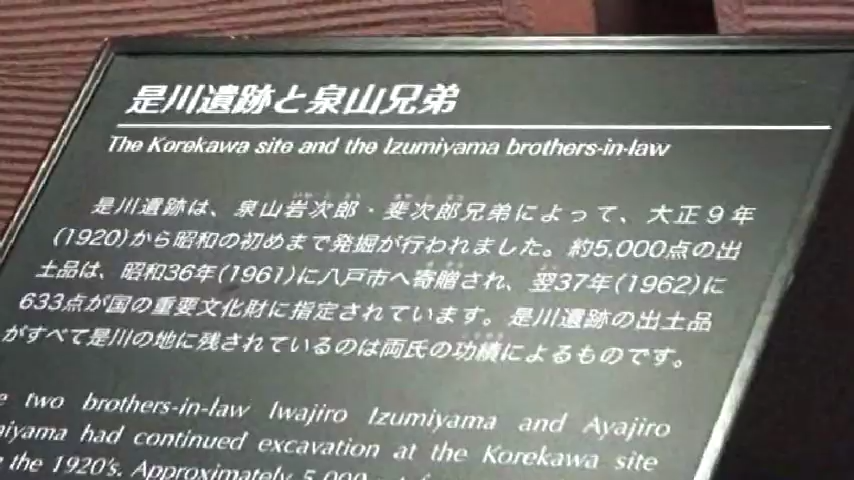 是川遺跡と泉山兄弟
The Korekawa site and the Izumiyama brothers-in-law
是川遺跡は、泉山岩次郎・斐次郎兄弟によって、大正9年
(1920)から昭和の初めまで発掘が行われました。約5,000点の出
土品は、昭和36年(1961)に八戸市へ寄贈され、翌37年(1962)に
633点が国の重要文化財に指定されています。是川遺跡の出土品
がすべて是川の地に残されているのは両氏の功績によるものです。
two brothers-in-law Iwajiro Izumiyama and Ayajiro
had continued excavation at the Korekawa site
the 1920's. Approximately 5,000